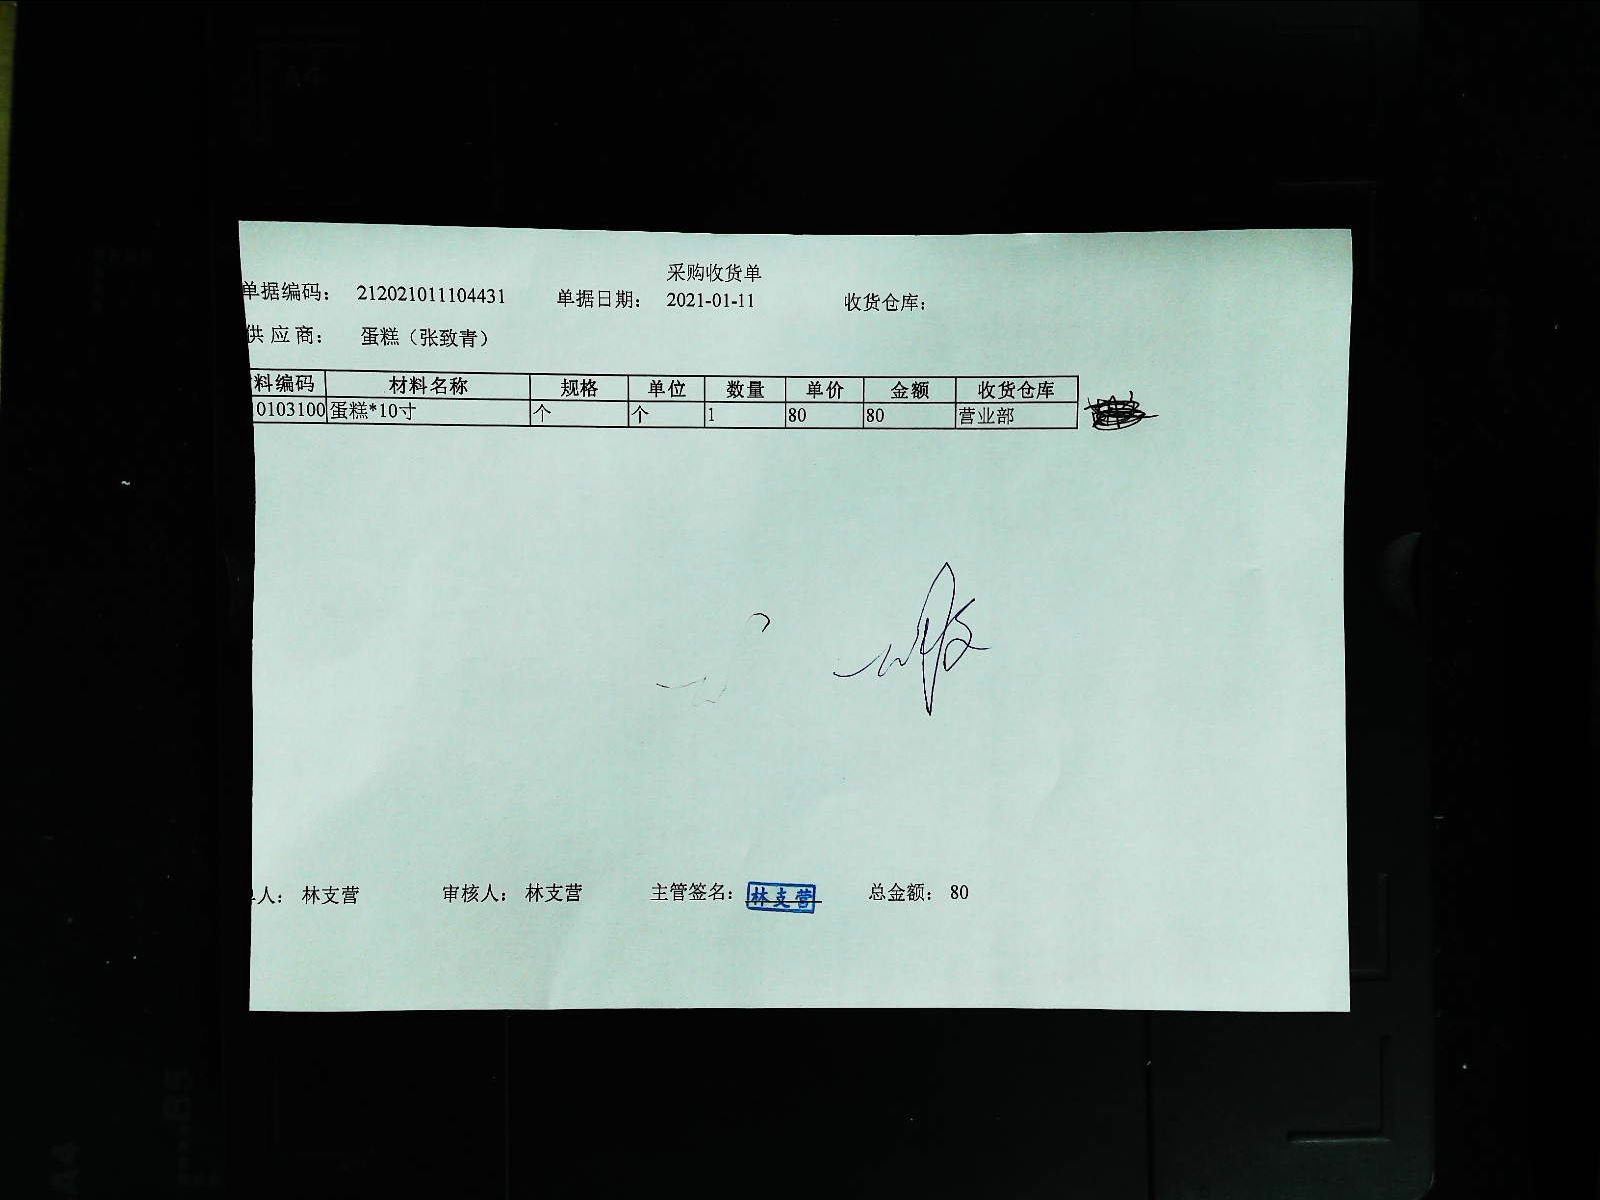 采购收货单
单据编码： 212021011104431 单据日期： 2021-01-11 收货仓库：
供 应 商： 蛋糕（张致青）
料编码 材料名称 规格 单位 数量 单价 金额 收货仓库
0103100 蛋糕*10寸 个 个 1 80 80 营业部
人： 林支营 审核人： 林支营 主管签名： 林支营 总金额： 80
A4